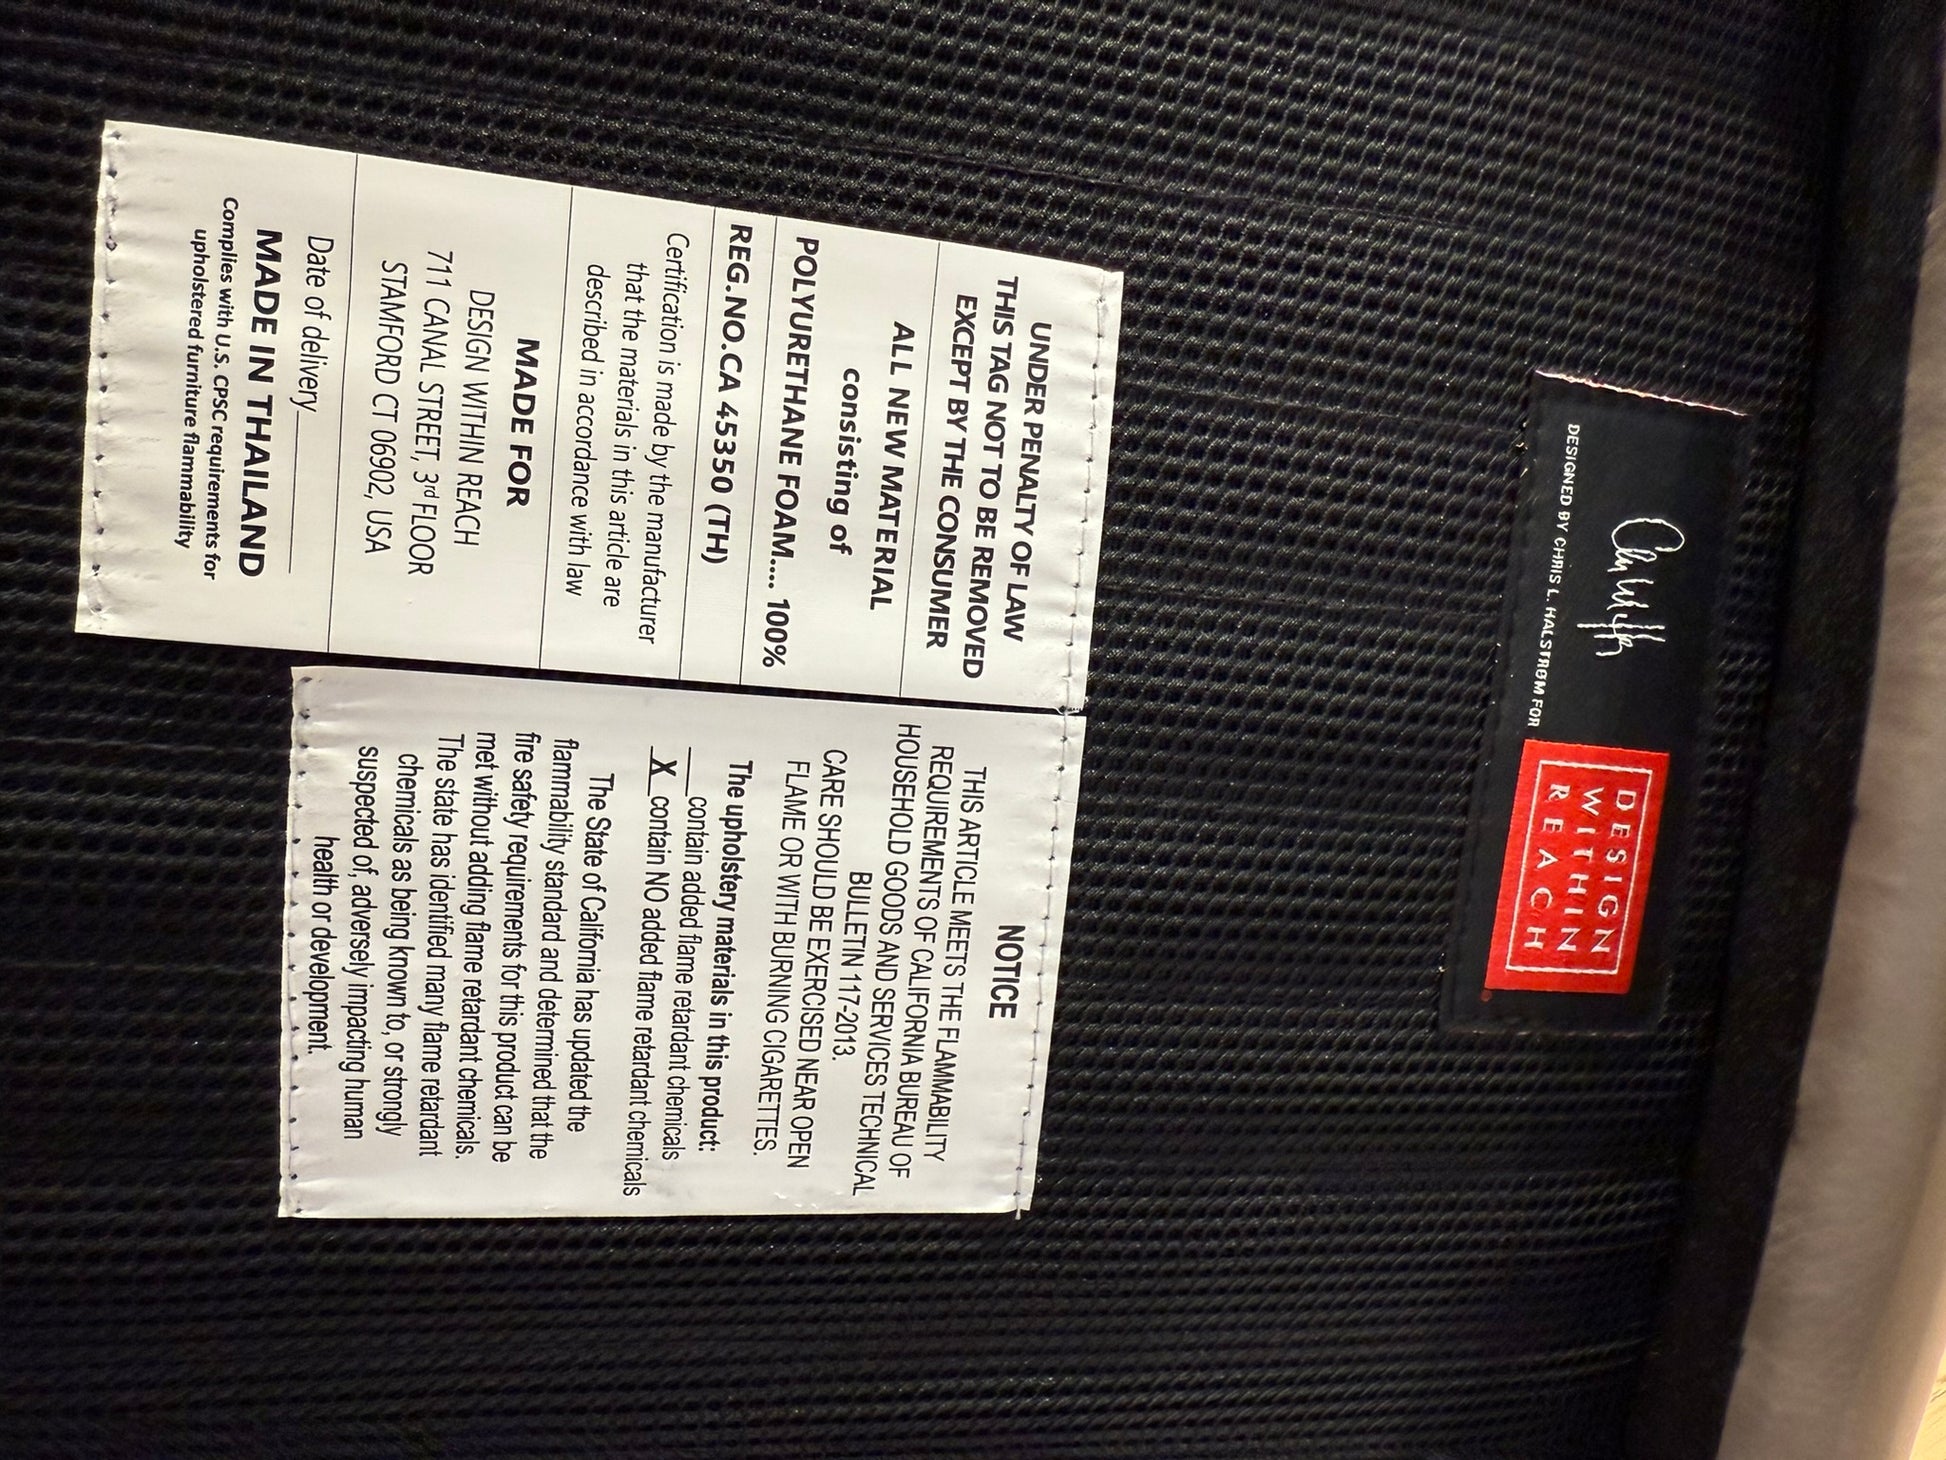 UNDER PENALTY OF LAW
THIS TAG NOT TO BE REMOVED
EXCEPT BY THE CONSUMER
ALL NEW MATERIAL
consisting of
POLYURETHANE FOAM.... 100%
REG.NO.CA 45350 (TH)
Certification is made by the manufacturer
that the materials in this article are
described in accordance with law
MADE FOR
DESIGN WITHIN REACH
711 CANAL STREET, 3rd FLOOR
STAMFORD CT 06902, USA
Date of delivery
MADE IN THAILAND
Complies with U.S. CPSC requirements for
upholstered furniture flammability
NOTICE
THIS ARTICLE MEETS THE FLAMMABILITY
REQUIREMENTS OF CALIFORNIA BUREAU OF
HOUSEHOLD GOODS AND SERVICES TECHNICAL
BULLETIN 117-2013.
CARE SHOULD BE EXERCISED NEAR OPEN
FLAME OR WITH BURNING CIGARETTES.
The upholstery materials in this product:
___contain added flame retardant chemicals
_X_contain NO added flame retardant chemicals
The State of California has updated the
flammability standard and determined that the
fire safety requirements for this product can be
met without adding flame retardant chemicals.
The state has identified many flame retardant
chemicals as being known to, or strongly
suspected of, adversely impacting human
health or development.
DESIGNED BY CHRIS L. HALSTRØM FOR
DESIGN
WITHIN
REACH